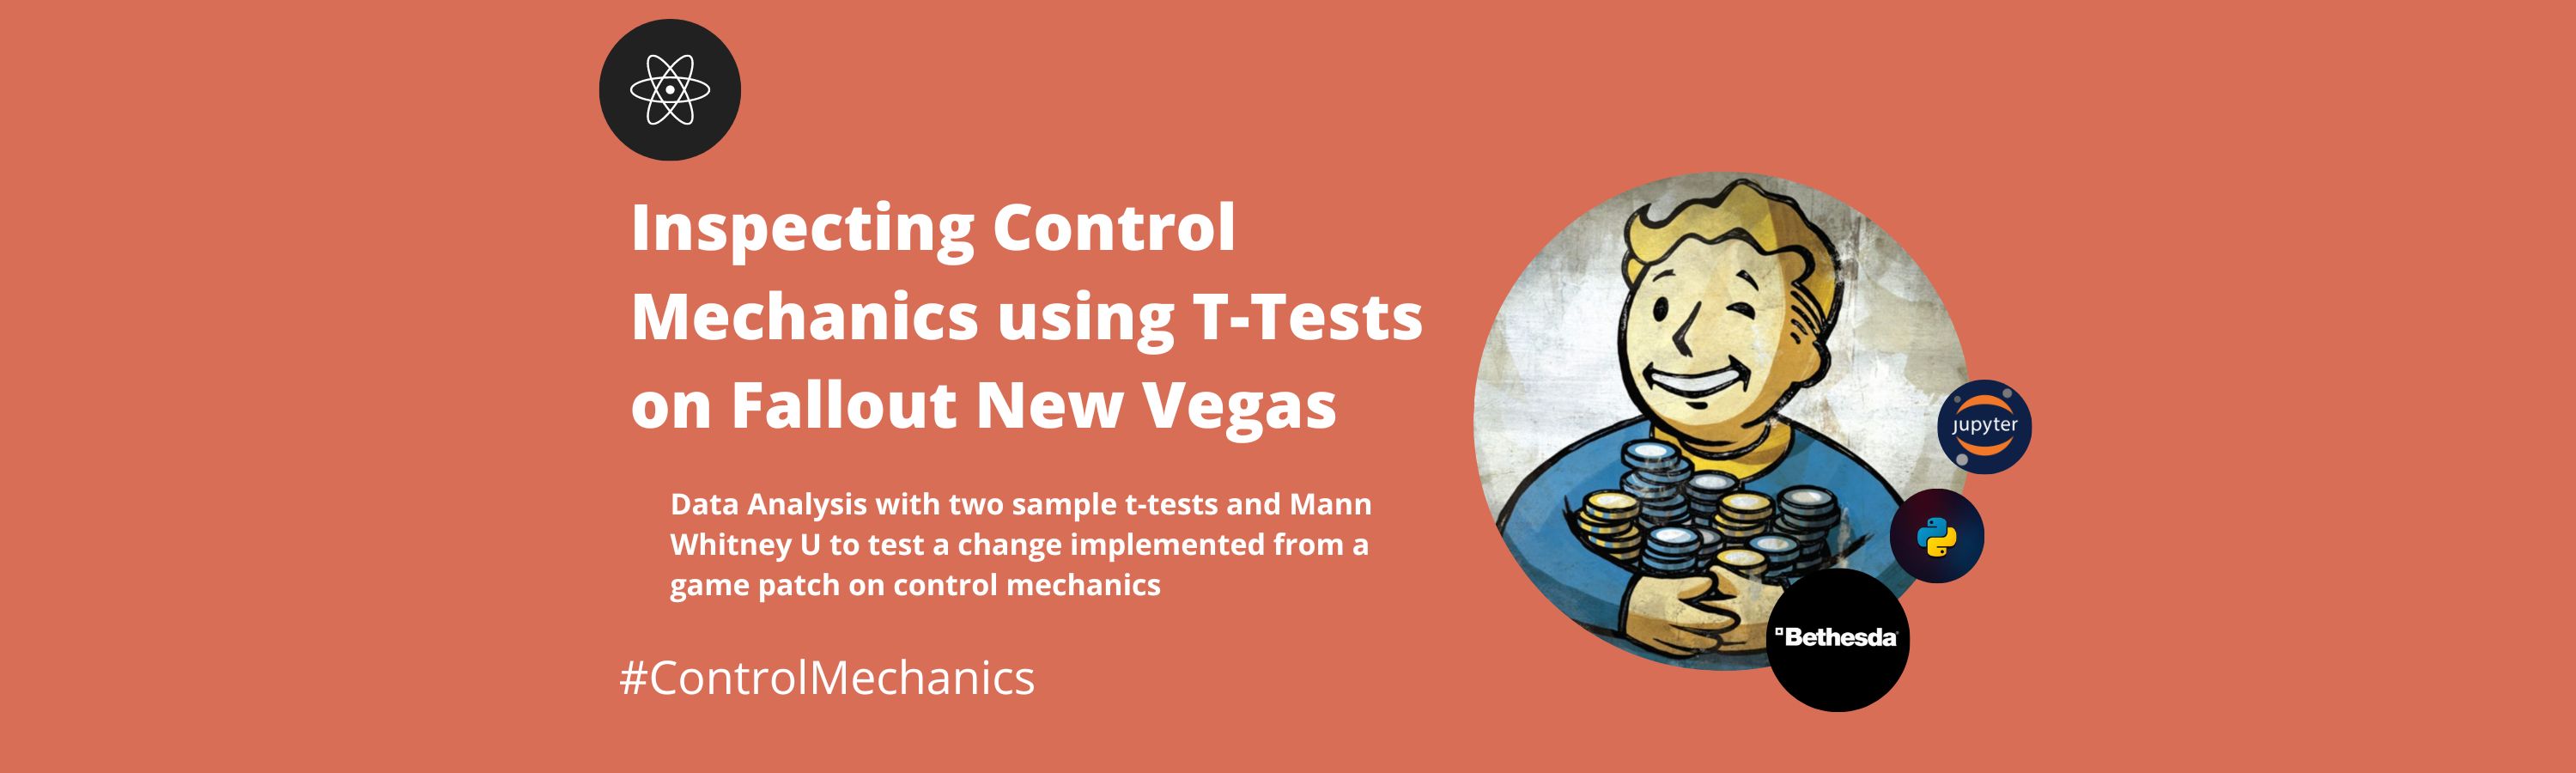 Inspecting Control
Mechanics using T-Tests
on Fallout New Vegas
Data Analysis with two sample t-tests and Mann
Whitney U to test a change implemented from a
game patch on control mechanics
#ControlMechanics
jupyter
Bethesda